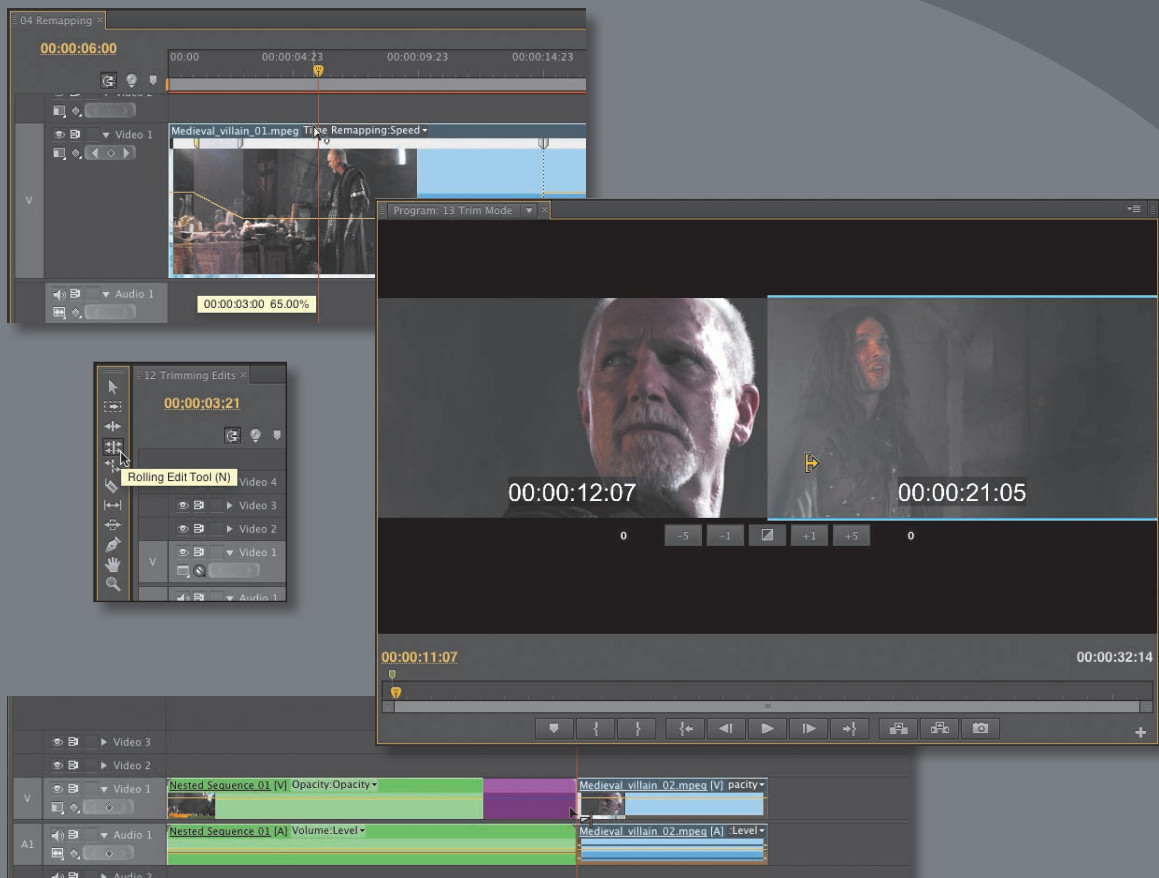 04 Remapping ×
00:00:06:00
00:00 00:00:04:23 00:00:09:23 00:00:14:23
Video 1
Medieval_villain_01.mpeg Time Remapping:Speed
V
Audio 1
00:00:03:00 65.00%
Program: 13 Trim Mode ×
00:00:12:07
00:00:21:05
0 -5 -1 +1 +5 0
00:00:11:07
00:00:32:14
12 Trimming Edits ×
00;00;03;21
Rolling Edit Tool (N)
Video 4
Video 3
Video 2
V
Video 1
Audio 1
Video 3
Video 2
V
Video 1
Nested Sequence 01 [V] Opacity:Opacity
Medieval_villain_02.mpeg [V] pacity
A1
Audio 1
Nested Sequence 01 [A] Volume:Level
Medieval_villain_02.mpeg [A] :Level
Audio 2